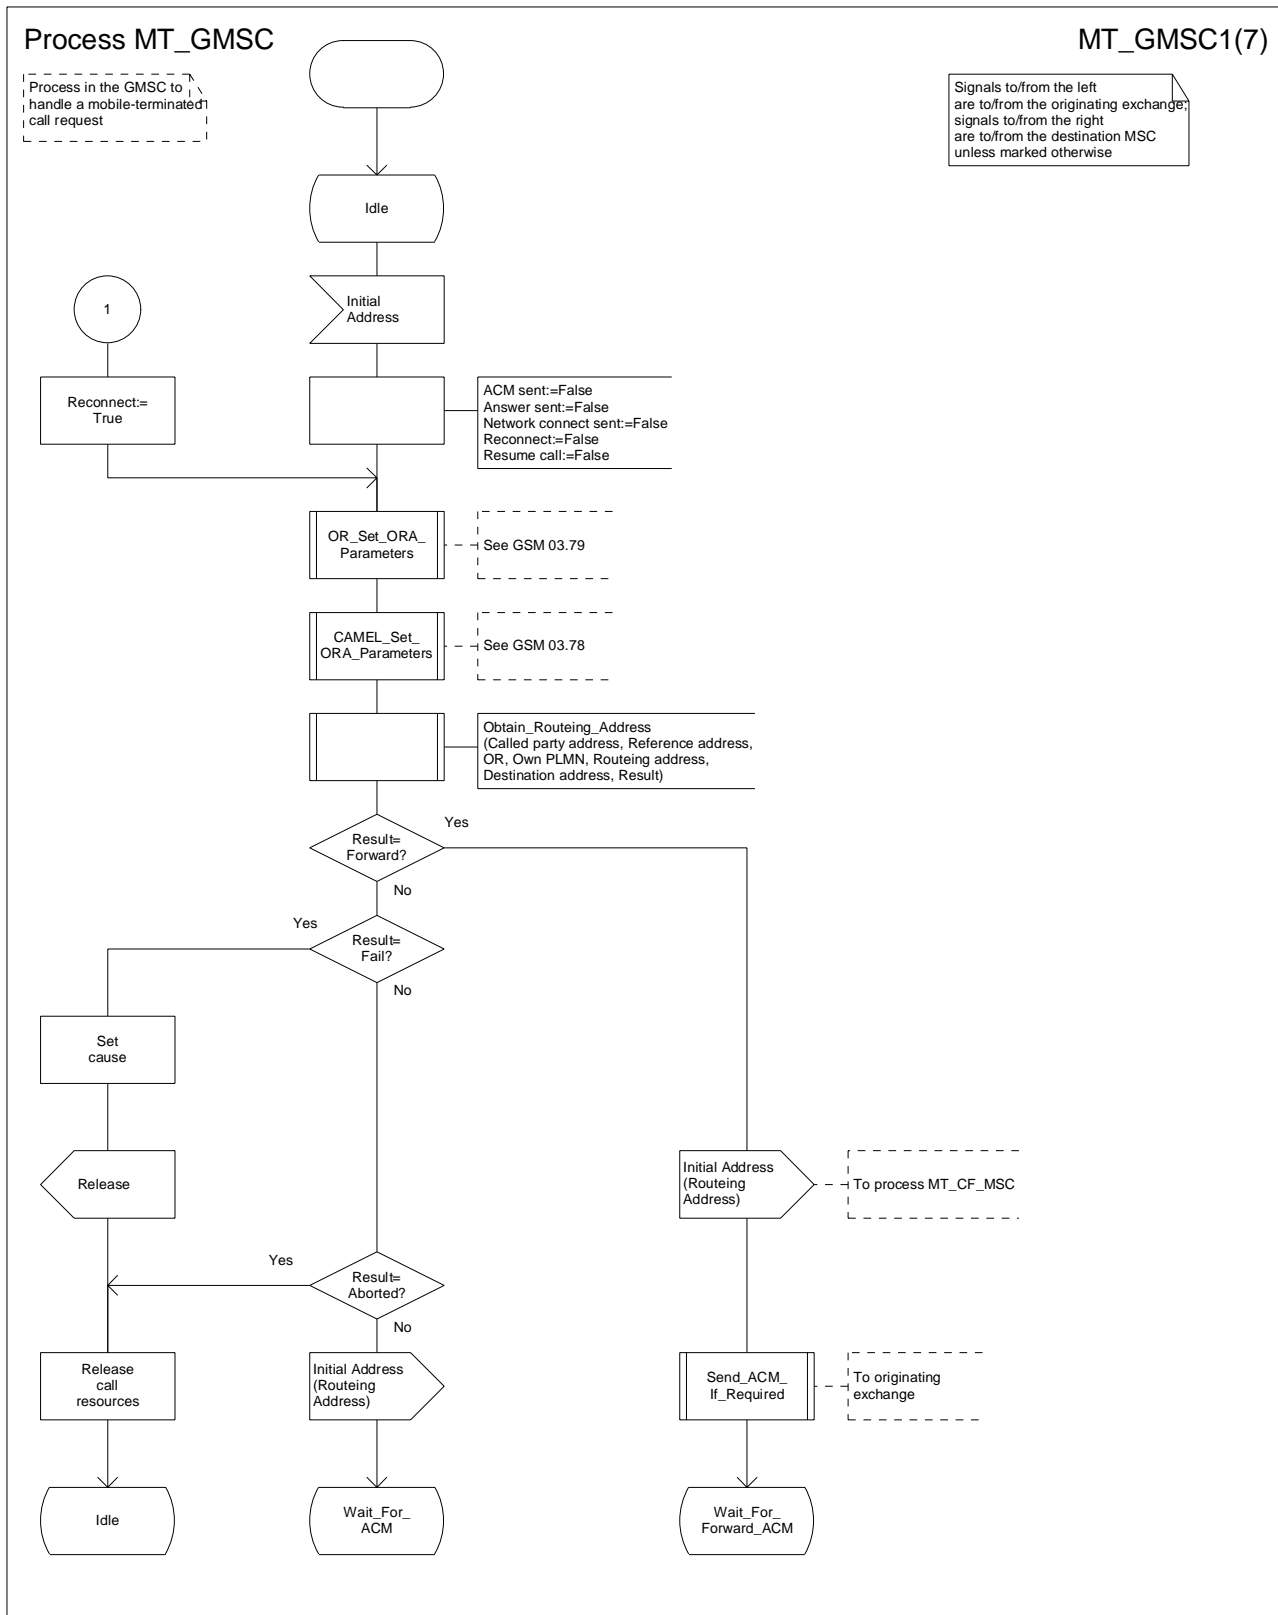 Process MT_GMSC
MT_GMSC1(7)
Process in the GMSC to
handle a mobile-terminated
call request
Signals to/from the left
are to/from the originating exchange;
signals to/from the right
are to/from the destination MSC
unless marked otherwise
Idle
1
Initial
Address
Reconnect:=
True
ACM sent:=False
Answer sent:=False
Network connect sent:=False
Reconnect:=False
Resume call:=False
OR_Set_ORA_
Parameters
See GSM 03.79
CAMEL_Set_
ORA_Parameters
See GSM 03.78
Obtain_Routeing_Address
(Called party address, Reference address,
OR, Own PLMN, Routeing address,
Destination address, Result)
Result=
Forward?
Yes
No
Result=
Fail?
Yes
No
Set
cause
Release
Initial Address
(Routeing
Address)
To process MT_CF_MSC
Yes
Result=
Aborted?
No
Release
call
resources
Initial Address
(Routeing
Address)
Send_ACM_
If_Required
To originating
exchange
Idle
Wait_For_
ACM
Wait_For_
Forward_ACM